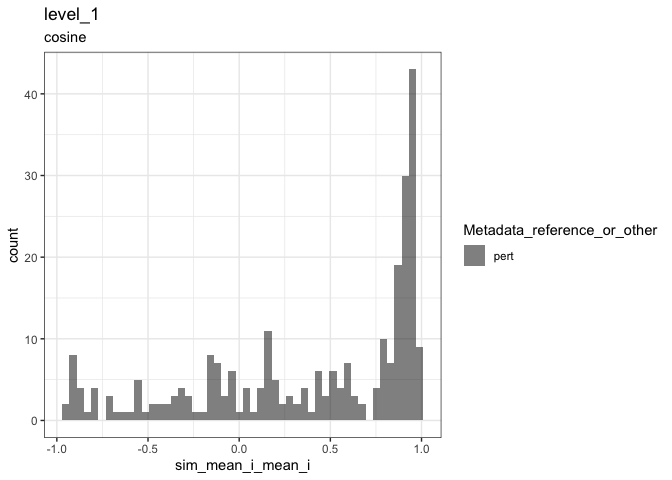 level_1
cosine
40
30
20
10
0
count
-1.0
-0.5
0.0
0.5
1.0
sim_mean_i_mean_i
Metadata_reference_or_other
pert